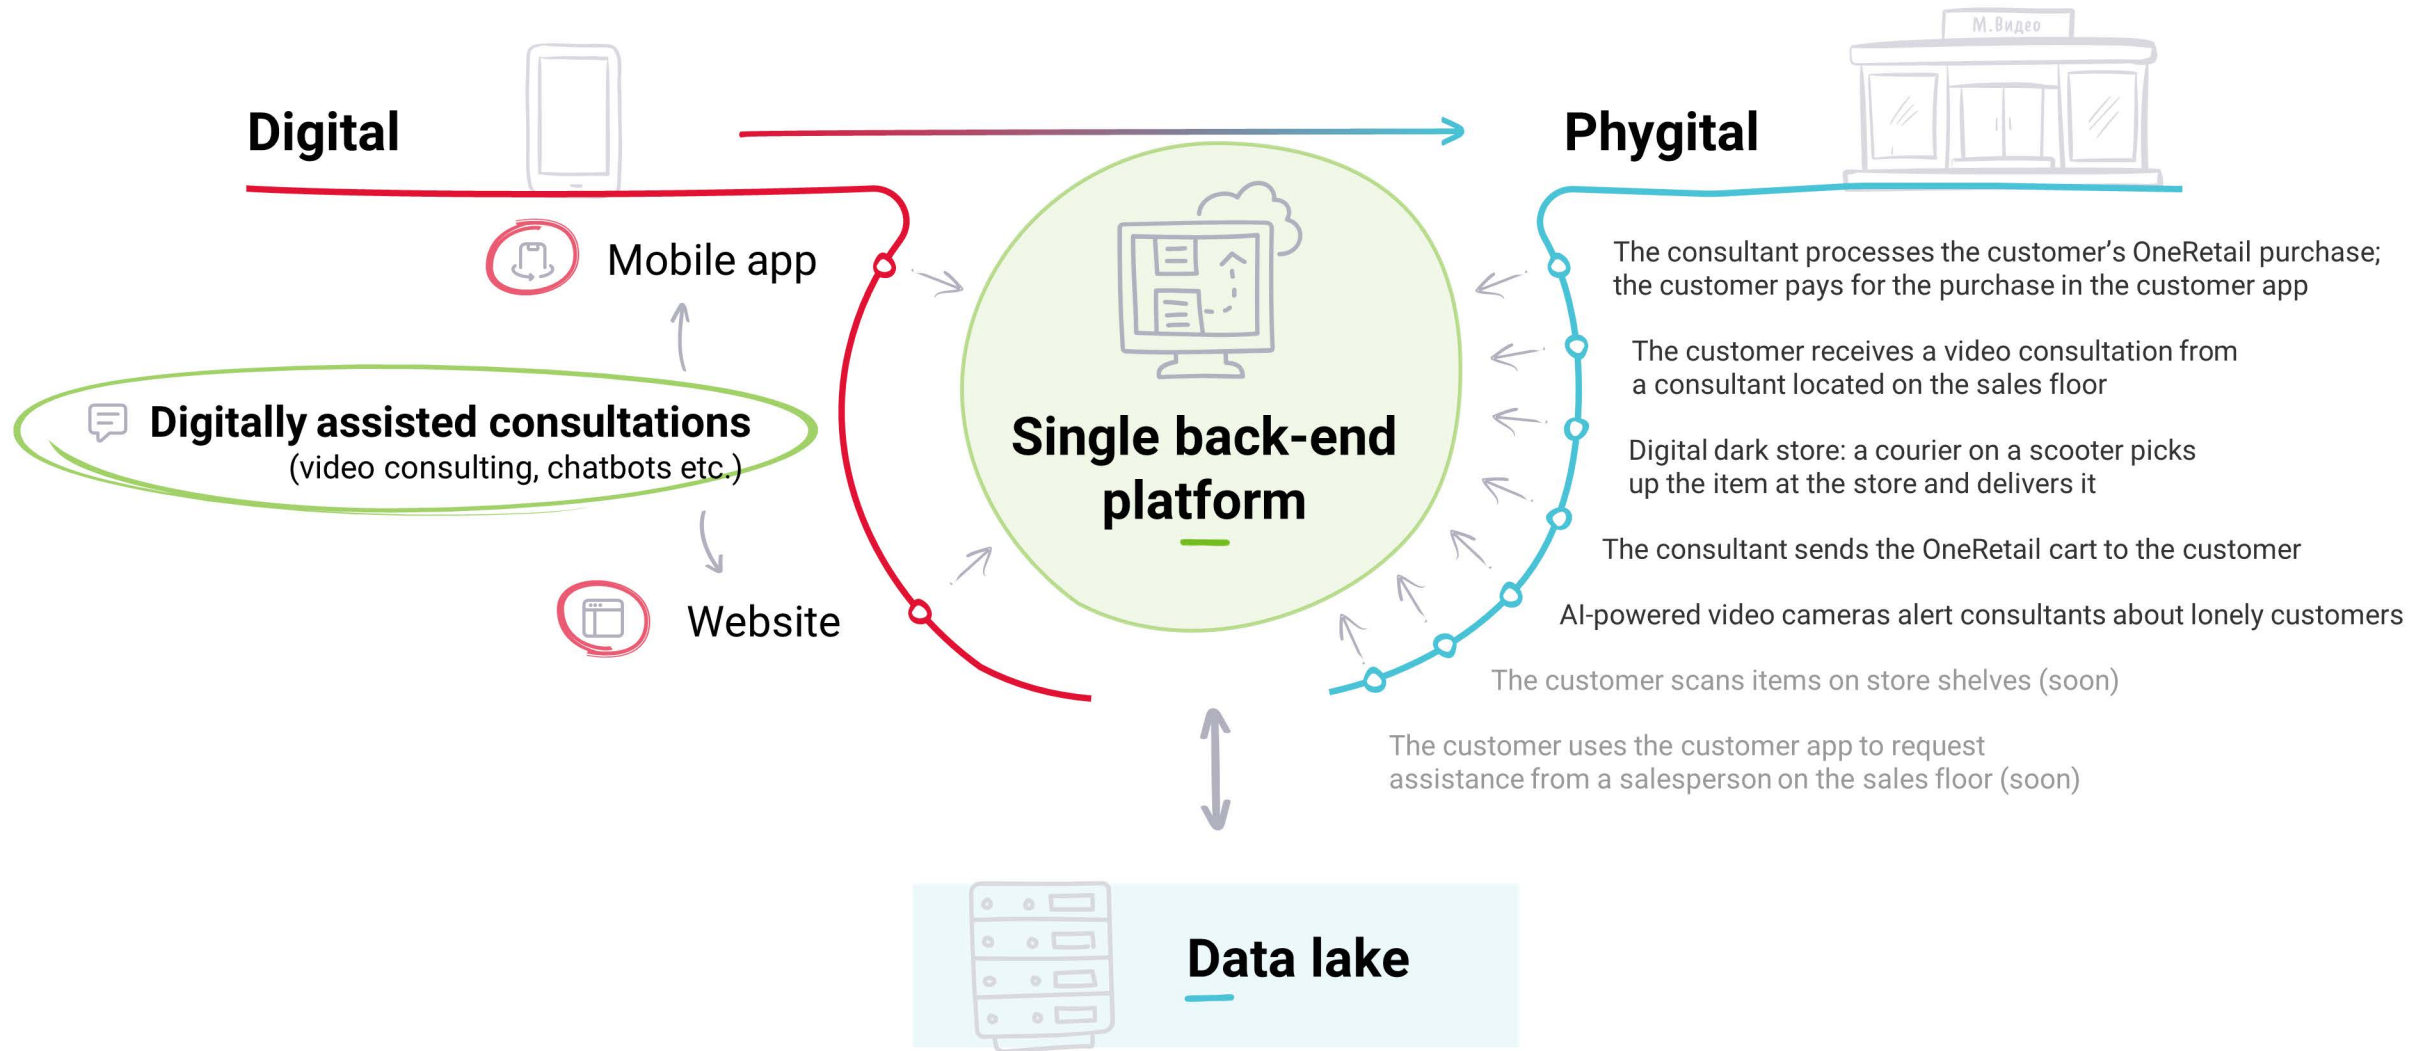 М.Видео
Digital
Phygital
Mobile app
Digitally assisted consultations
(video consulting, chatbots etc.)
Website
Single back-end
platform
The consultant processes the customer’s OneRetail purchase;
the customer pays for the purchase in the customer app
The customer receives a video consultation from
a consultant located on the sales floor
Digital dark store: a courier on a scooter picks
up the item at the store and delivers it
The consultant sends the OneRetail cart to the customer
AI-powered video cameras alert consultants about lonely customers
The customer scans items on store shelves (soon)
The customer uses the customer app to request
assistance from a salesperson on the sales floor (soon)
Data lake